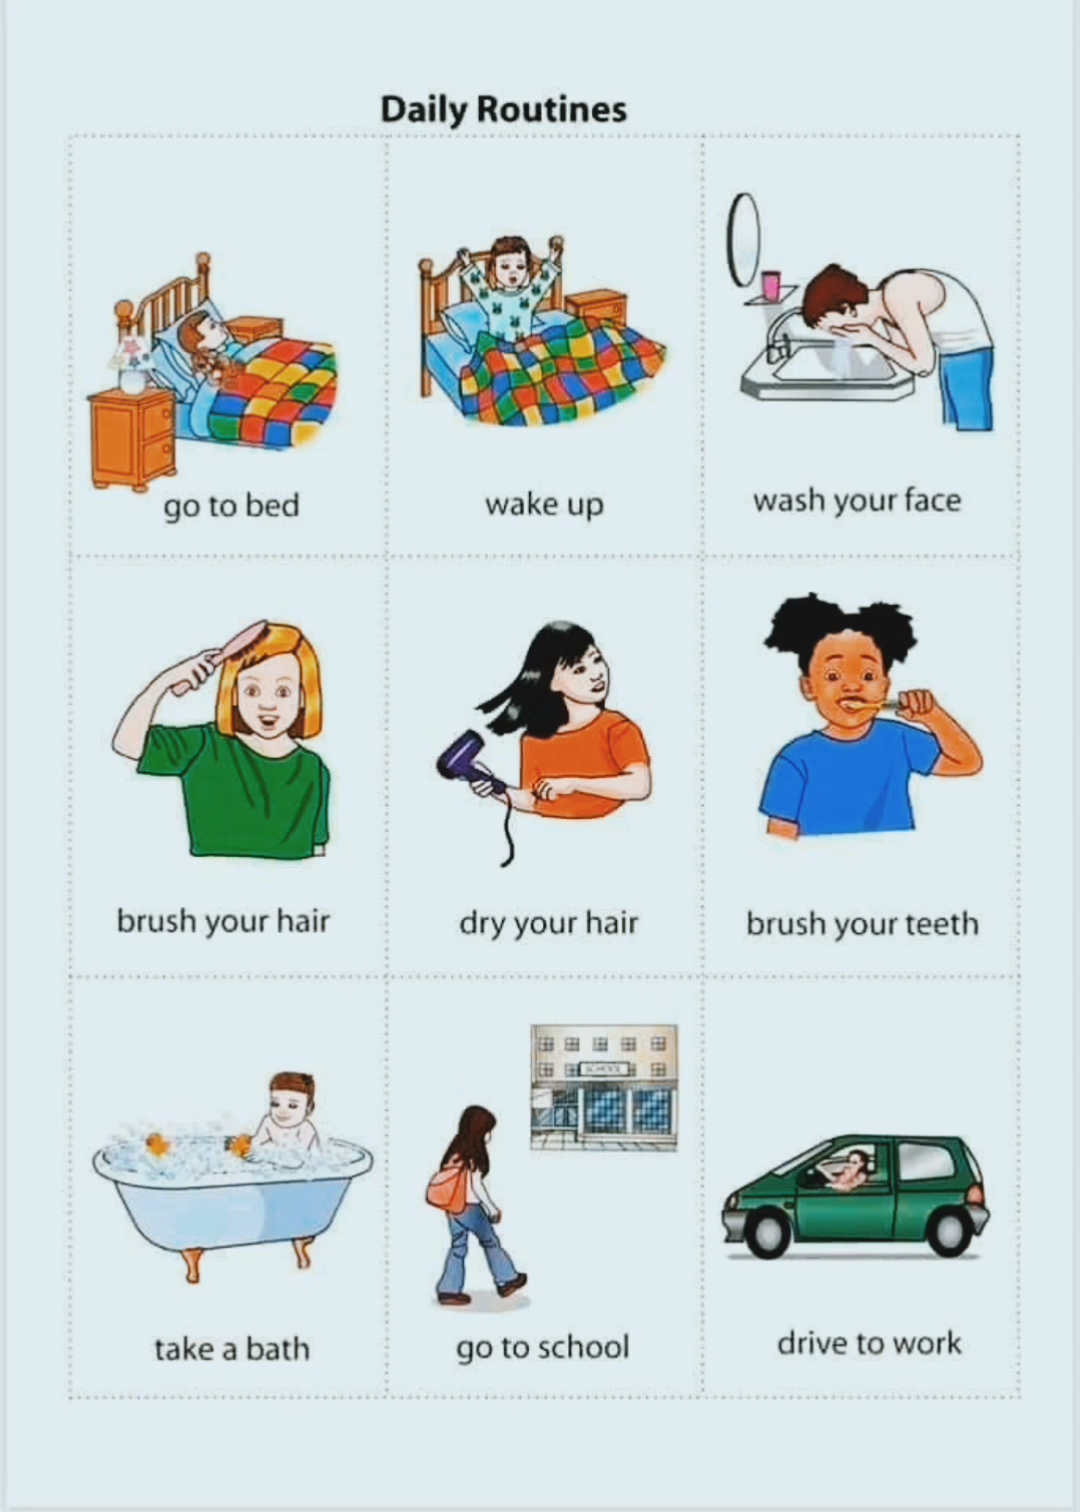 Daily Routines
go to bed
wake up
wash your face
brush your hair
dry your hair
brush your teeth
SCHOOL
take a bath
go to school
drive to work